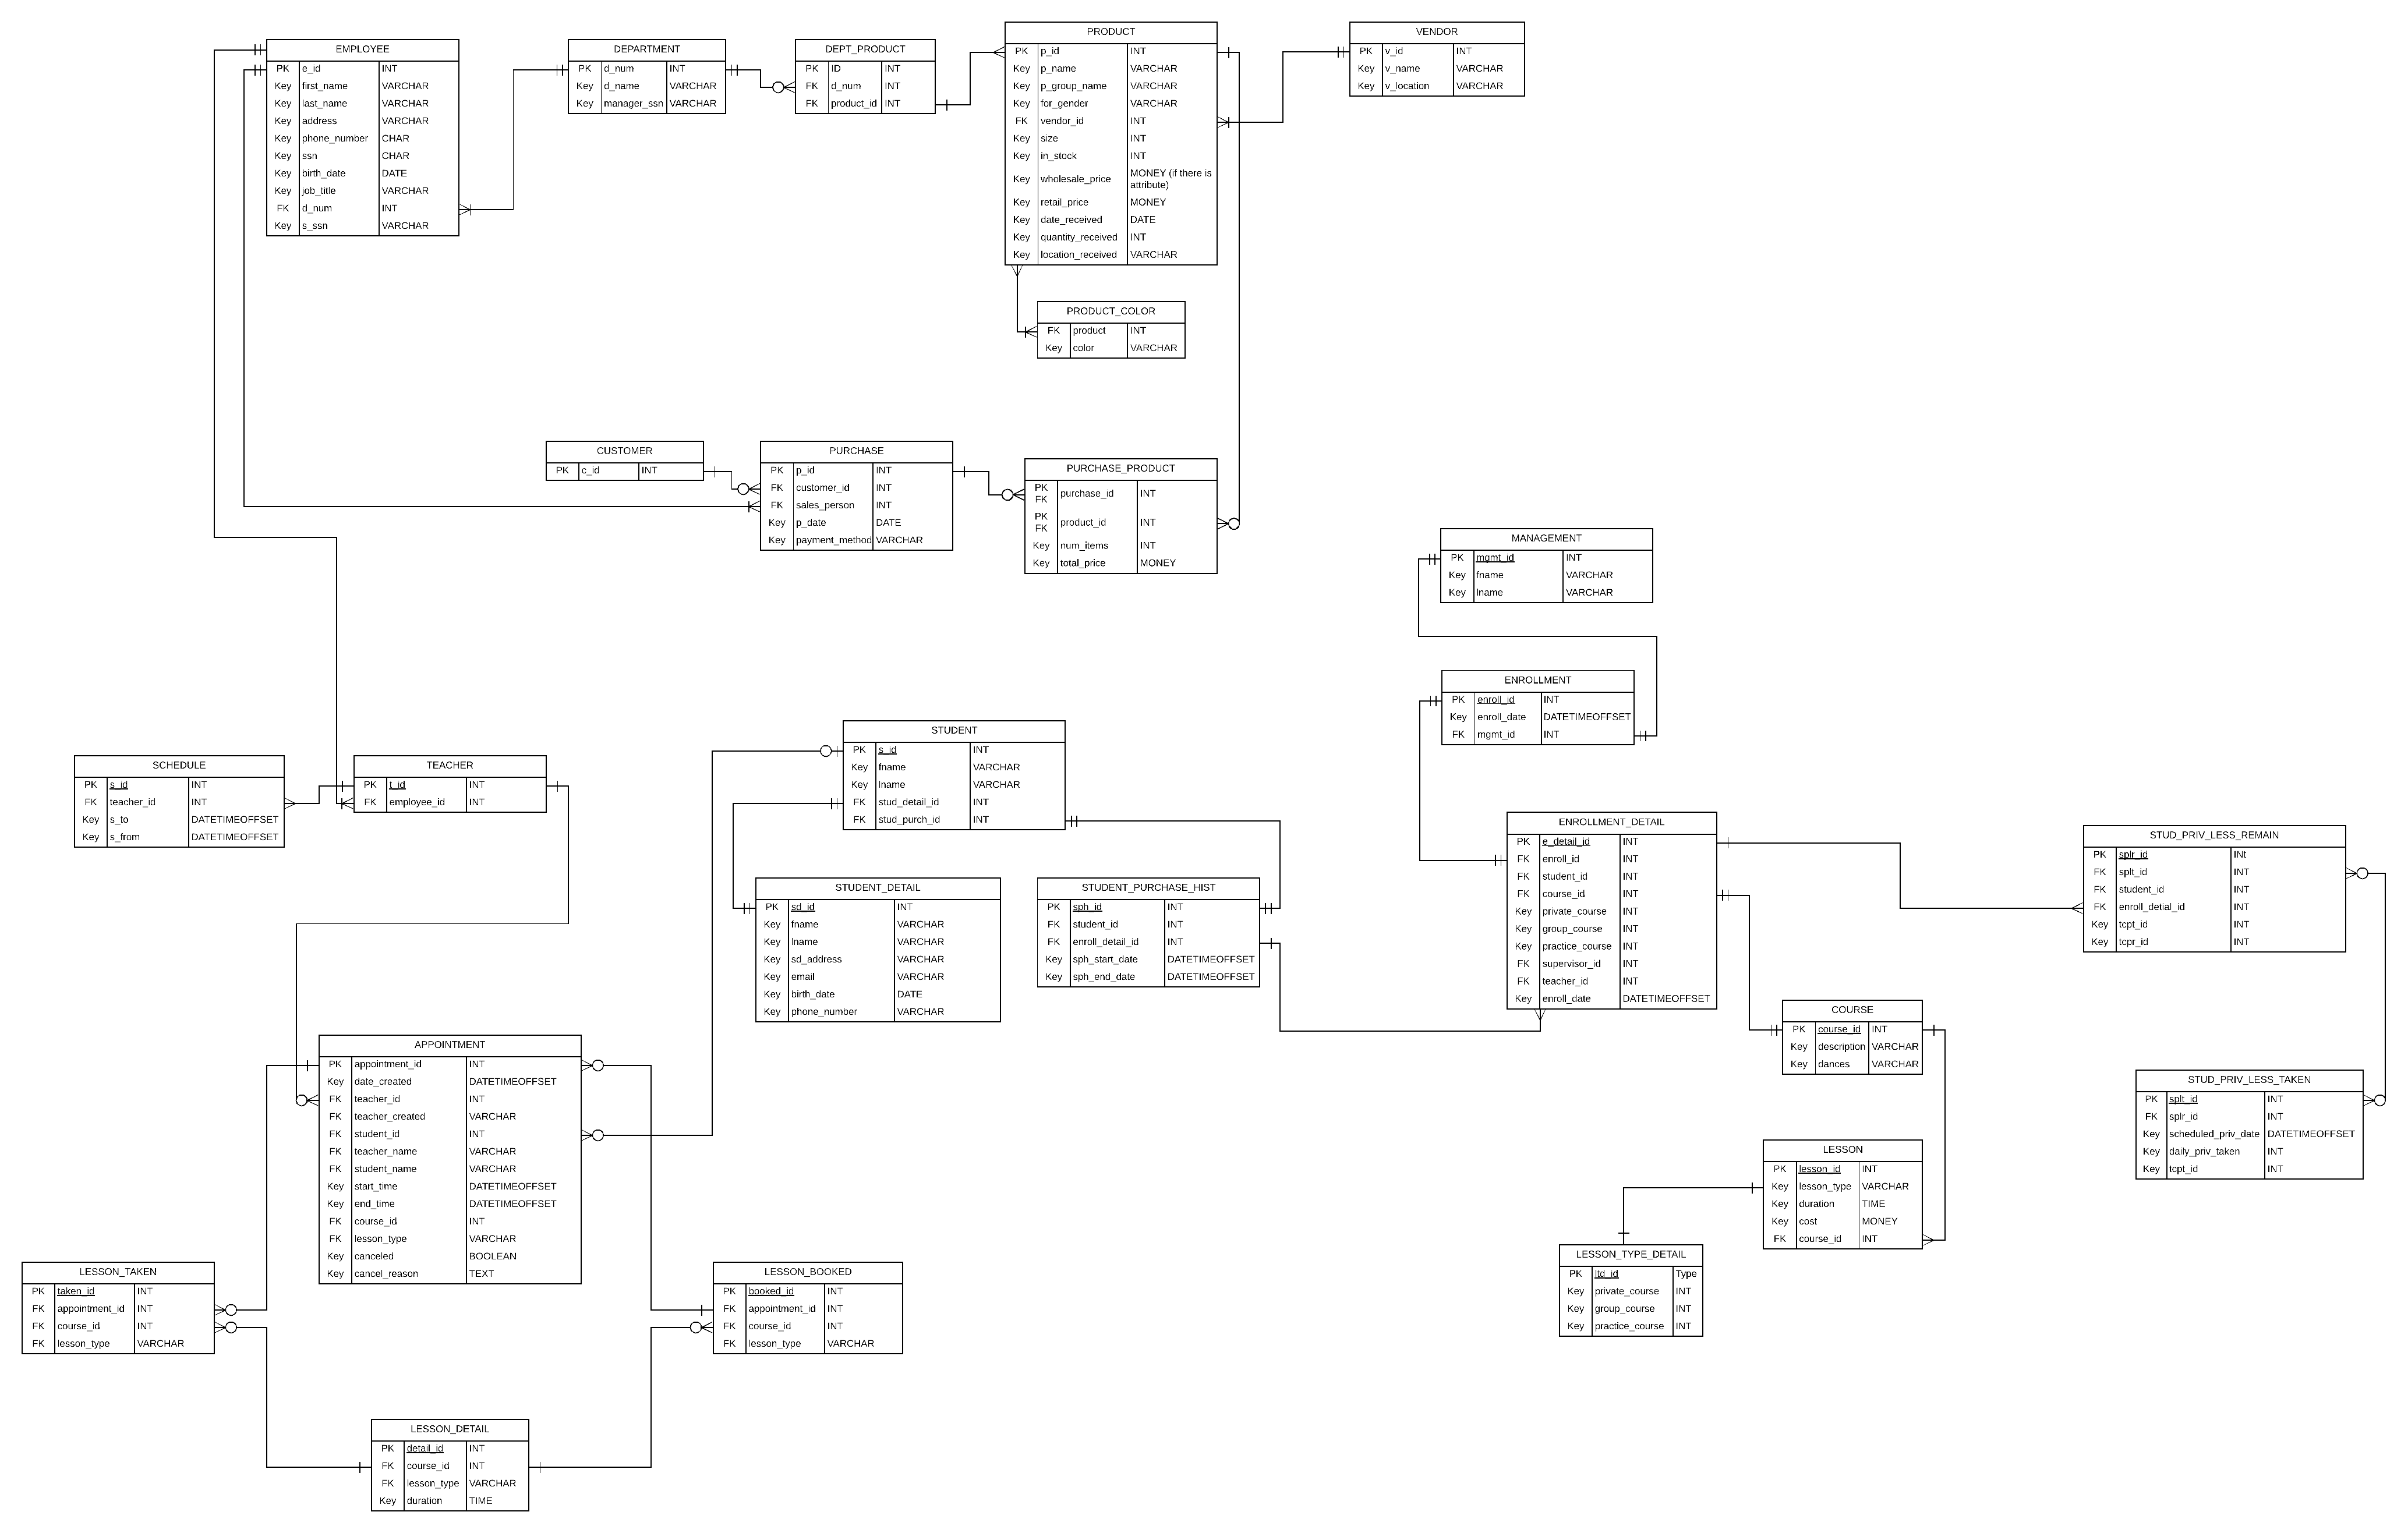 EMPLOYEE
PK e_id INT
Key first_name VARCHAR
Key last_name VARCHAR
Key address VARCHAR
Key phone_number CHAR
Key ssn CHAR
Key birth_date DATE
Key job_title VARCHAR
FK d_num INT
Key s_ssn VARCHAR
DEPARTMENT
PK d_num INT
Key d_name VARCHAR
Key manager_ssn VARCHAR
DEPT_PRODUCT
PK ID INT
FK d_num INT
FK product_id INT
PRODUCT
PK p_id INT
Key p_name VARCHAR
Key p_group_name VARCHAR
Key for_gender VARCHAR
FK vendor_id INT
Key size INT
Key in_stock INT
Key wholesale_price MONEY (if there is
attribute)
Key retail_price MONEY
Key date_received DATE
Key quantity_received INT
Key location_received VARCHAR
VENDOR
PK v_id INT
Key v_name VARCHAR
Key v_location VARCHAR
PRODUCT_COLOR
FK product INT
Key color VARCHAR
CUSTOMER
PK c_id INT
PURCHASE
PK p_id INT
FK customer_id INT
FK sales_person INT
Key p_date DATE
Key payment_method VARCHAR
PURCHASE_PRODUCT
PK
FK purchase_id INT
PK
FK product_id INT
Key num_items INT
Key total_price MONEY
MANAGEMENT
PK mgmt_id INT
Key fname VARCHAR
Key lname VARCHAR
ENROLLMENT
PK enroll_id INT
Key enroll_date DATETIMEOFFSET
FK mgmt_id INT
SCHEDULE
PK s_id INT
FK teacher_id INT
Key s_to DATETIMEOFFSET
Key s_from DATETIMEOFFSET
TEACHER
PK t_id INT
FK employee_id INT
STUDENT
PK s_id INT
Key fname VARCHAR
Key lname VARCHAR
FK stud_detail_id INT
FK stud_purch_id INT
STUDENT_DETAIL
PK sd_id INT
Key fname VARCHAR
Key lname VARCHAR
Key sd_address VARCHAR
Key email VARCHAR
Key birth_date DATE
Key phone_number VARCHAR
STUDENT_PURCHASE_HIST
PK sph_id INT
FK student_id INT
FK enroll_detail_id INT
Key sph_start_date DATETIMEOFFSET
Key sph_end_date DATETIMEOFFSET
ENROLLMENT_DETAIL
PK e_detail_id INT
FK enroll_id INT
FK student_id INT
FK course_id INT
Key private_course INT
Key group_course INT
Key practice_course INT
FK supervisor_id INT
FK teacher_id INT
Key enroll_date DATETIMEOFFSET
STUD_PRIV_LESS_REMAIN
PK splr_id INt
FK splt_id INT
FK student_id INT
FK enroll_detial_id INT
Key tcpt_id INT
Key tcpr_id INT
COURSE
PK course_id INT
Key description VARCHAR
Key dances VARCHAR
STUD_PRIV_LESS_TAKEN
PK splt_id INT
FK splr_id INT
Key scheduled_priv_date DATETIMEOFFSET
Key daily_priv_taken INT
Key tcpt_id INT
APPOINTMENT
PK appointment_id INT
Key date_created DATETIMEOFFSET
FK teacher_id INT
FK teacher_created VARCHAR
FK student_id INT
FK teacher_name VARCHAR
FK student_name VARCHAR
Key start_time DATETIMEOFFSET
Key end_time DATETIMEOFFSET
FK course_id INT
FK lesson_type VARCHAR
Key canceled BOOLEAN
Key cancel_reason TEXT
LESSON
PK lesson_id INT
Key lesson_type VARCHAR
Key duration TIME
Key cost MONEY
FK course_id INT
LESSON_TYPE_DETAIL
PK ltd_id Type
Key private_course INT
Key group_course INT
Key practice_course INT
LESSON_TAKEN
PK taken_id INT
FK appointment_id INT
FK course_id INT
FK lesson_type VARCHAR
LESSON_BOOKED
PK booked_id INT
FK appointment_id INT
FK course_id INT
FK lesson_type VARCHAR
LESSON_DETAIL
PK detail_id INT
FK course_id INT
FK lesson_type VARCHAR
Key duration TIME